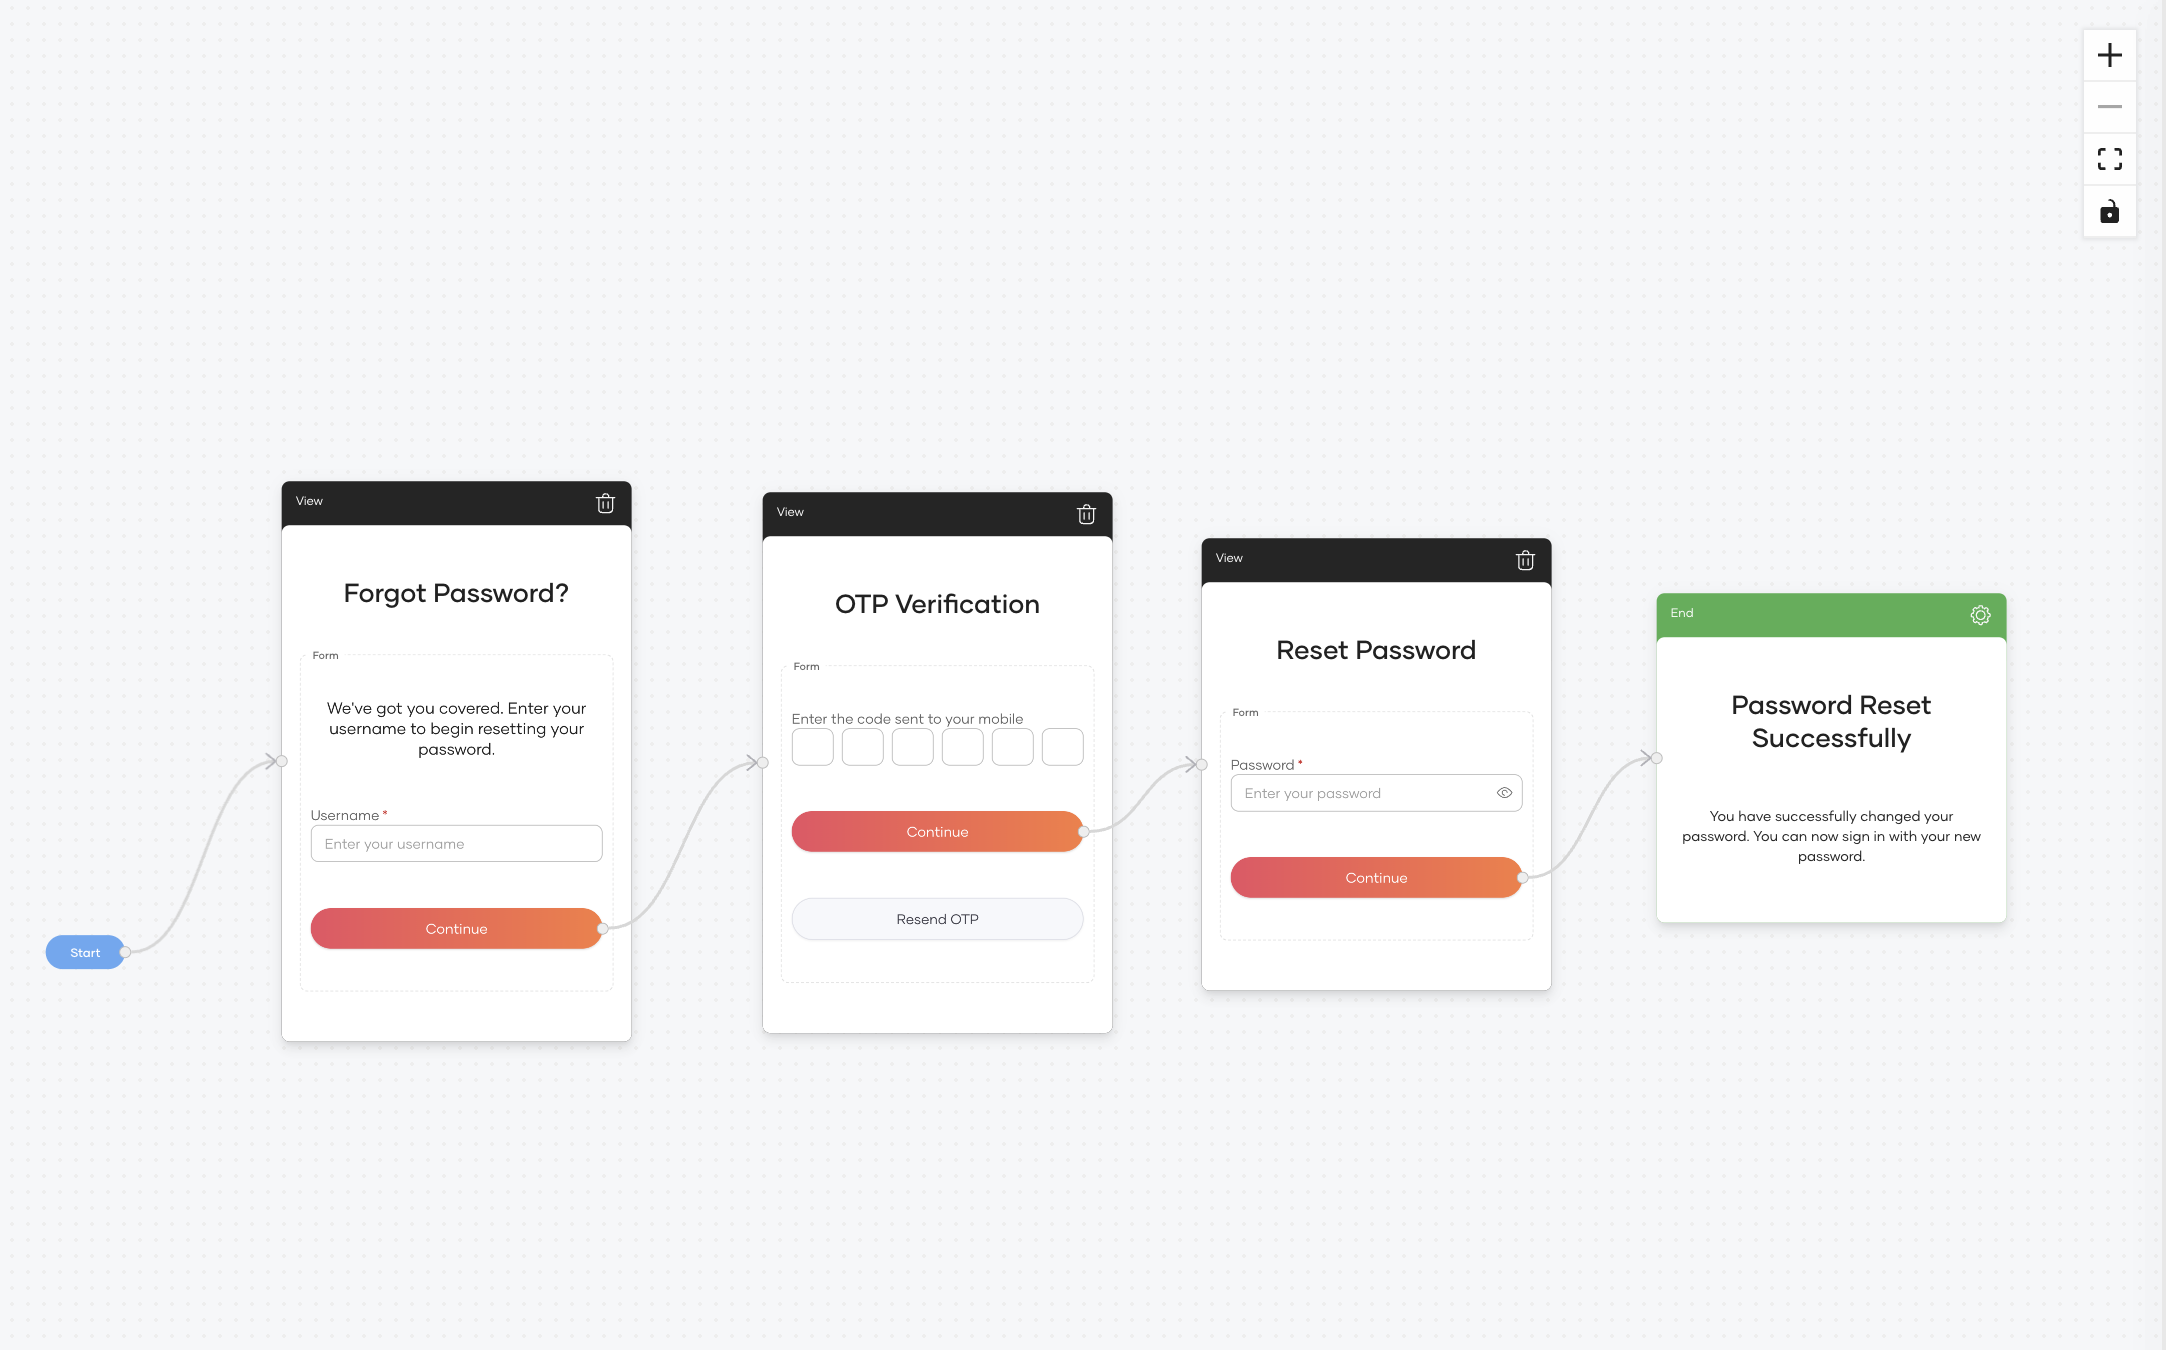 Start
View
Forgot Password?
Form
We've got you covered. Enter your
username to begin resetting your
password.
Username *
Enter your username
Continue
View
OTP Verification
Form
Enter the code sent to your mobile
Continue
Resend OTP
View
Reset Password
Form
Password *
Enter your password
Continue
End
Password Reset
Successfully
You have successfully changed your
password. You can now sign in with your new
password.